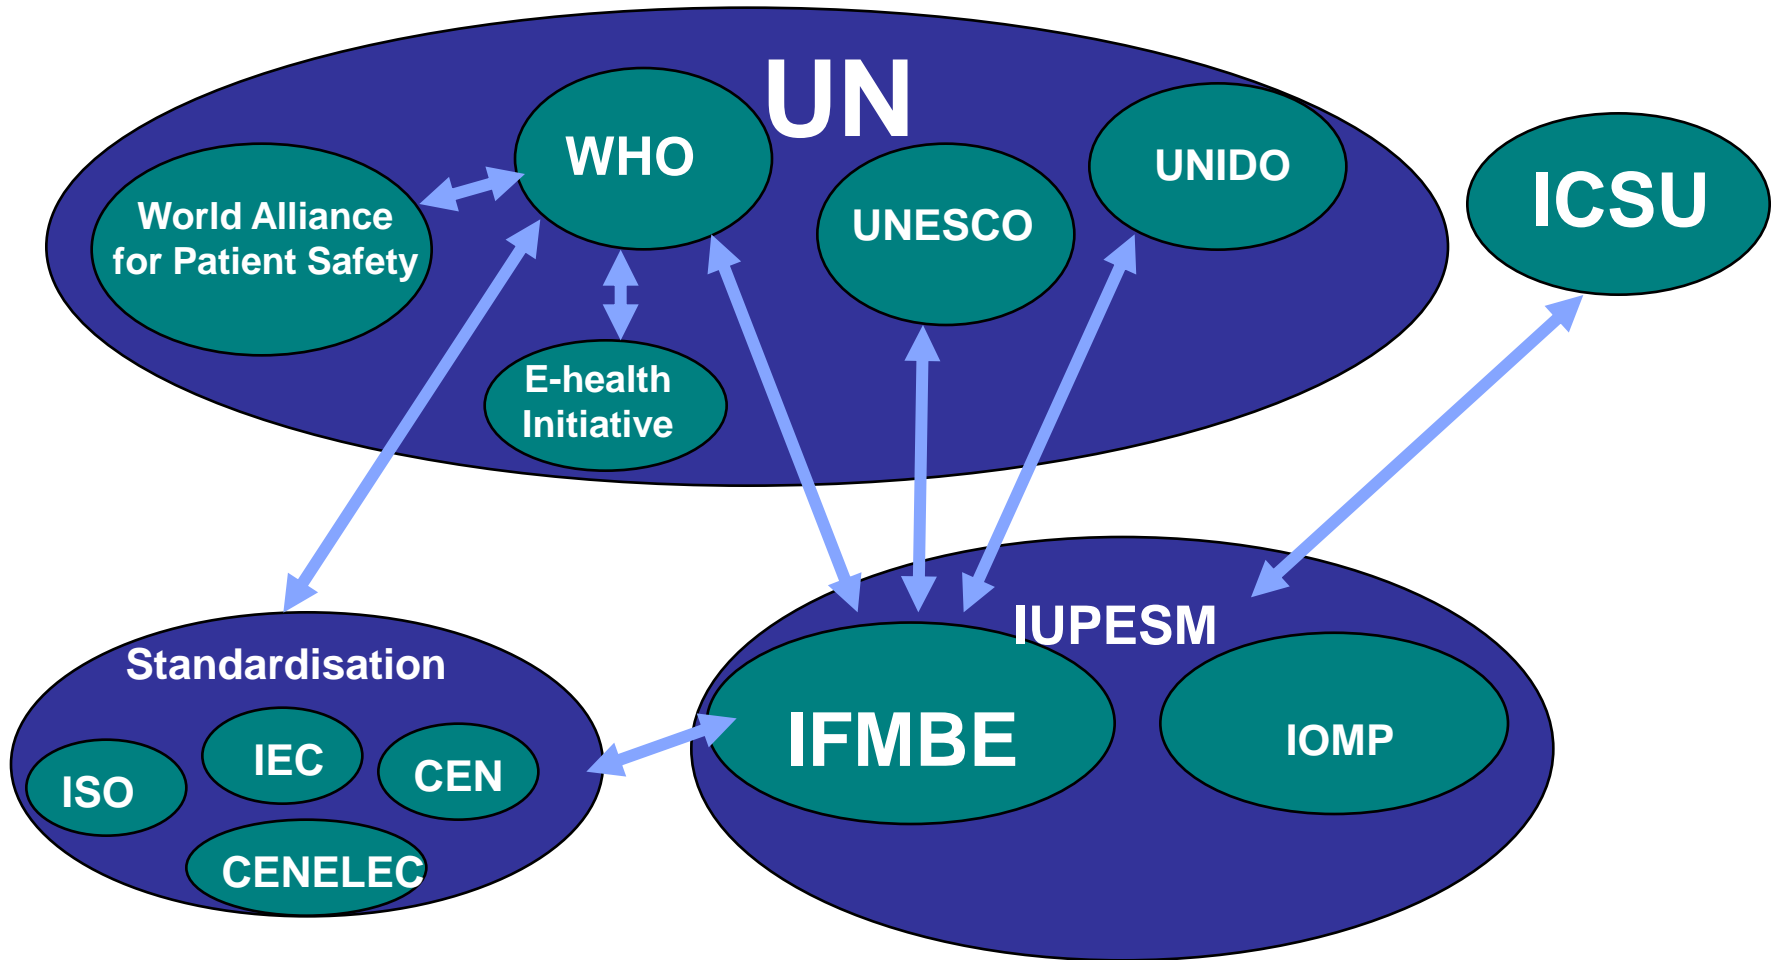 UN
WHO
UNIDO
UNESCO
ICSU
World Alliance
for Patient Safety
E-health
Initiative
Standardisation
IEC
CEN
ISO
CENELEC
IUPESM
IFMBE
IOMP